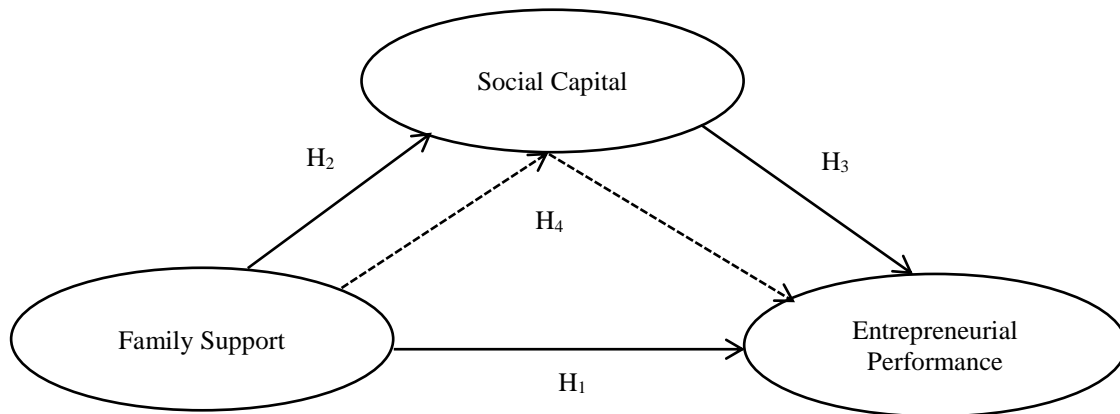 Social Capital
H₂
H₃
H₄
Family Support
Entrepreneurial
Performance
H₁